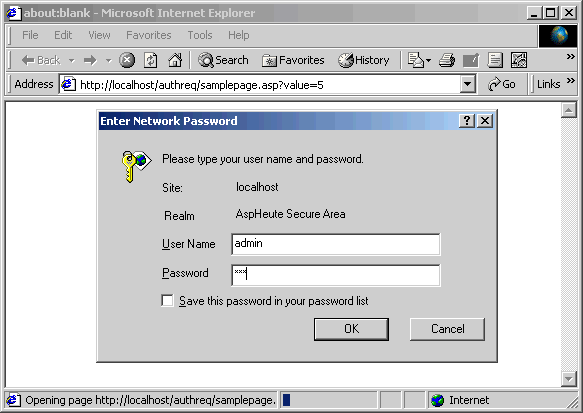 about:blank - Microsoft Internet Explorer
File Edit View Favorites Tools Help
Back Search Favorites History
Address http://localhost/authreq/samplepage.asp?value=5 Go Links
Enter Network Password
Please type your user name and password.
Site: localhost
Realm AspHeute Secure Area
User Name admin
Password ***
Save this password in your password list
OK Cancel
Opening page http://localhost/authreq/samplepage. Internet